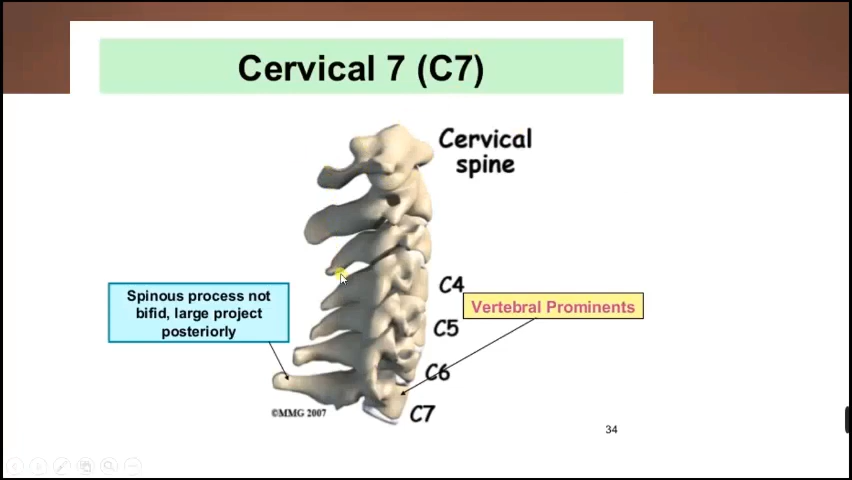 Cervical 7 (C7)
Cervical
spine
C4
Spinous process not
bifid, large project
posteriorly
Vertebral Prominents
C5
C6
©MMG 2007
C7
34